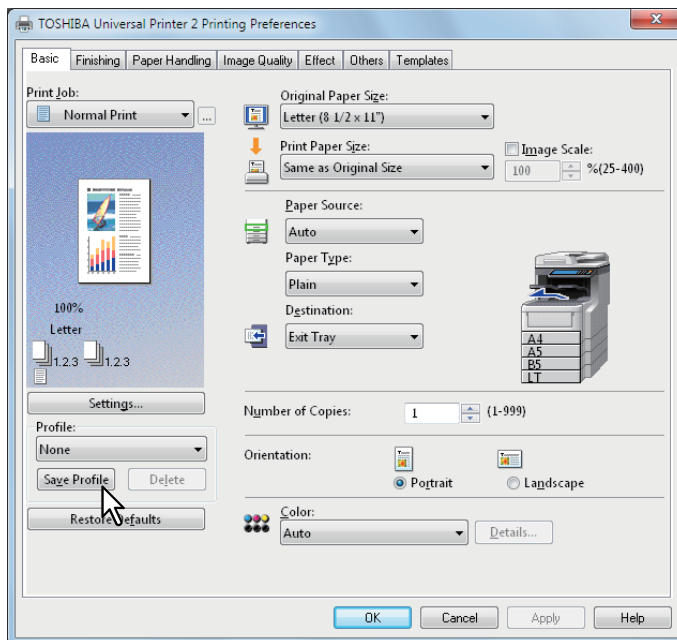 TOSHIBA Universal Printer 2 Printing Preferences
Basic Finishing Paper Handling Image Quality Effect Others Templates
Print Job:
Normal Print ...
100%
Letter
1.2.3 1.2.3
Settings...
Profile:
None
Save Profile Delete
Restore Defaults
Original Paper Size:
Letter (8 1/2 x 11")
Print Paper Size:
Same as Original Size
Image Scale:
100 %(25-400)
Paper Source:
Auto
Paper Type:
Plain
Destination:
Exit Tray
A4
A5
B5
LT
Number of Copies: 1 (1-999)
Orientation:
Portrait Landscape
Color:
Auto Details...
OK Cancel Apply Help